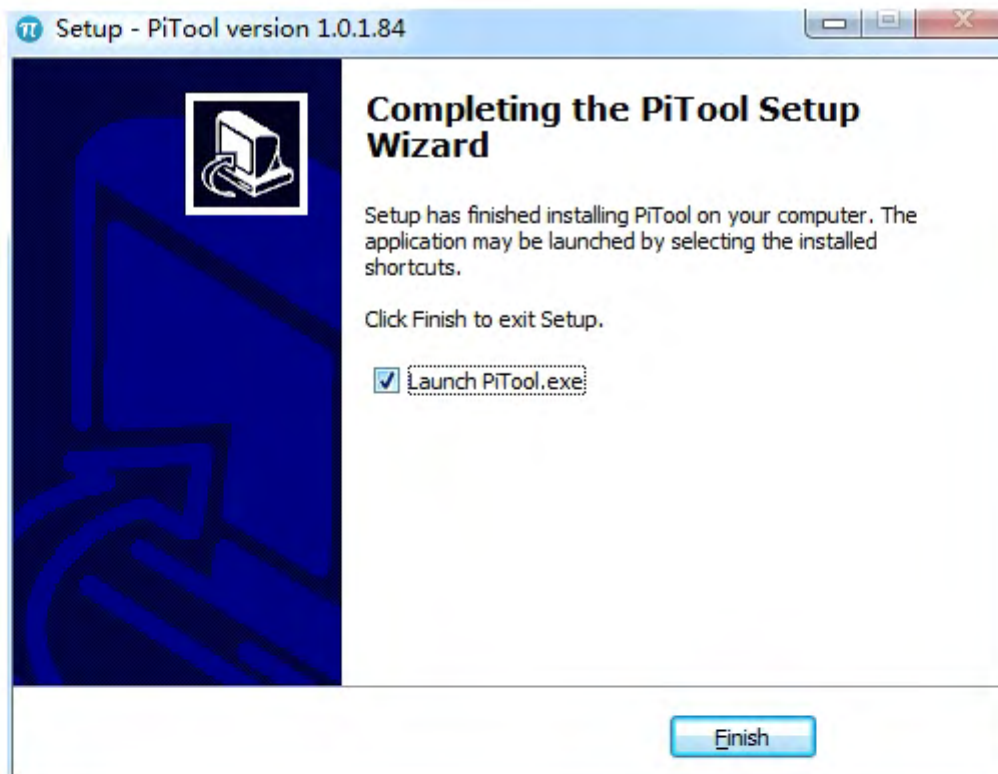 Setup - PiTool version 1.0.1.84
Completing the PiTool Setup
Wizard
Setup has finished installing PiTool on your computer. The
application may be launched by selecting the installed
shortcuts.
Click Finish to exit Setup.
Launch PiTool.exe
Finish